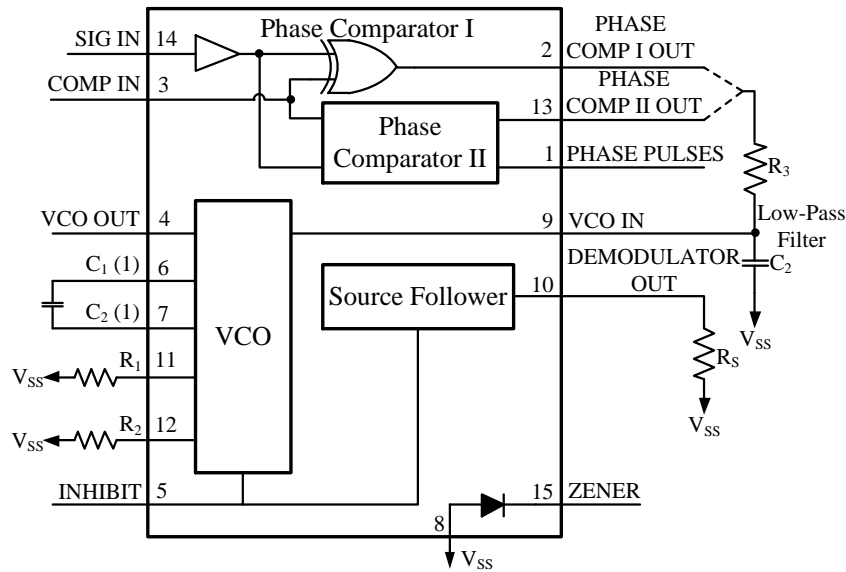 Phase Comparator I
PHASE
SIG IN 14
2 COMP I OUT
COMP IN 3
PHASE
13 COMP II OUT
Phase
Comparator II
1 PHASE PULSES
R3
VCO OUT 4
9 VCO IN
Low-Pass
Filter
C1 (1) 6
DEMODULATOR
C2
10 OUT
Source Follower
C2 (1) 7
VCO
VSS
R1 11
VSS
RS
R2 12
VSS
VSS
INHIBIT 5
15 ZENER
8
VSS